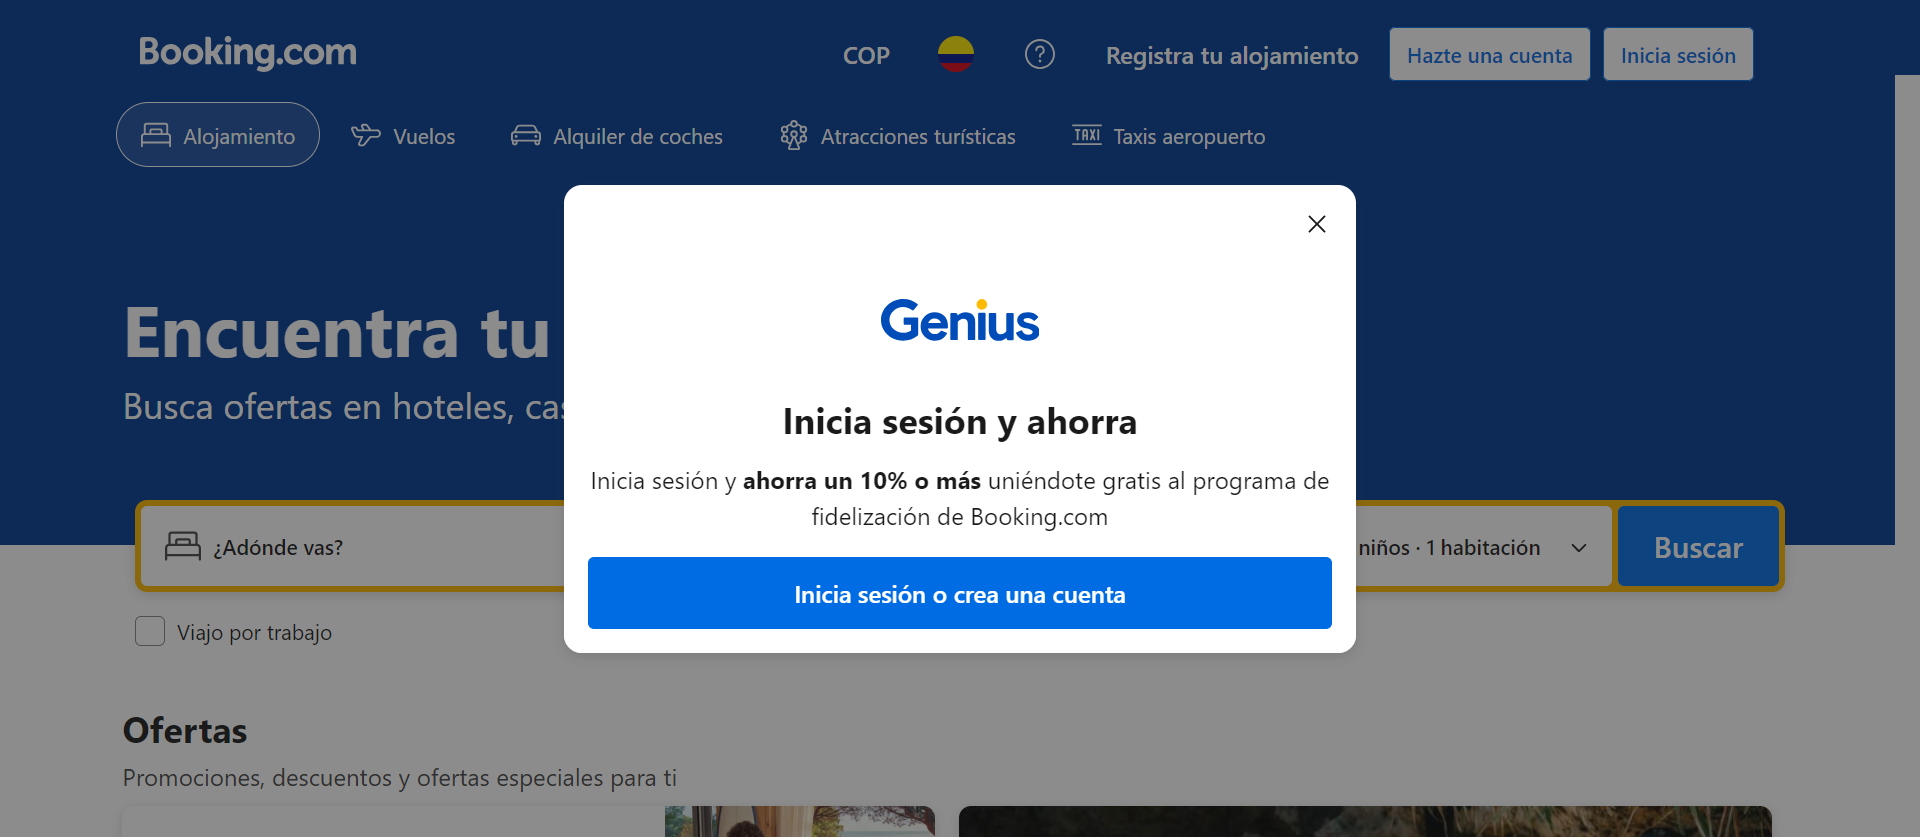 Booking.com
COP
Registra tu alojamiento
Hazte una cuenta
Inicia sesión
Alojamiento
Vuelos
Alquiler de coches
Atracciones turísticas
TAXI
Taxis aeropuerto
Genius
Inicia sesión y ahorra
Inicia sesión y ahorra un 10% o más uniéndote gratis al programa de
fidelización de Booking.com
Inicia sesión o crea una cuenta
Encuentra tu
Busca ofertas en hoteles,
¿Adónde vas?
niños · 1 habitación
Buscar
Viajo por trabajo
Ofertas
Promociones, descuentos y ofertas especiales para ti